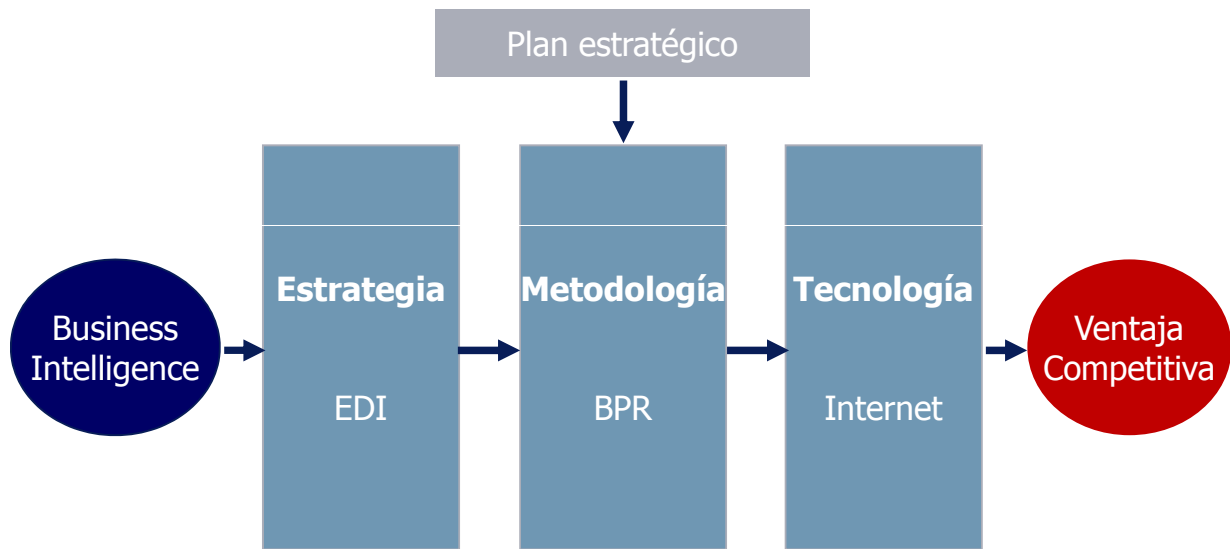 Plan estratégico
Business
Intelligence
Estrategia
EDI
Metodología
BPR
Tecnología
Internet
Ventaja
Competitiva